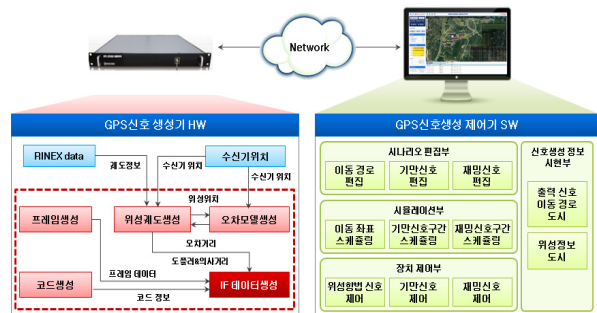 Network
GPS신호 생성기 HW
RINEX data
수신기위치
궤도정보
수신기 위치
수신기 위치
위성위치
프레임생성
위성궤도생성
오차모델생성
오차거리
도플러&의사거리
프레임 데이터
코드생성
IF 데이터생성
코드 정보
GPS신호생성 제어기 SW
시나리오 편집부
이동 경로
편집
기만신호
편집
재밍신호
편집
시뮬레이션부
이동 좌표
스케쥴링
기만신호구간
스케쥴링
재밍신호구간
스케쥴링
장치 제어부
위성항법 신호
제어
기만신호
제어
재밍신호
제어
신호생성 정보
시현부
출력 신호
이동 경로
도시
위성정보
도시